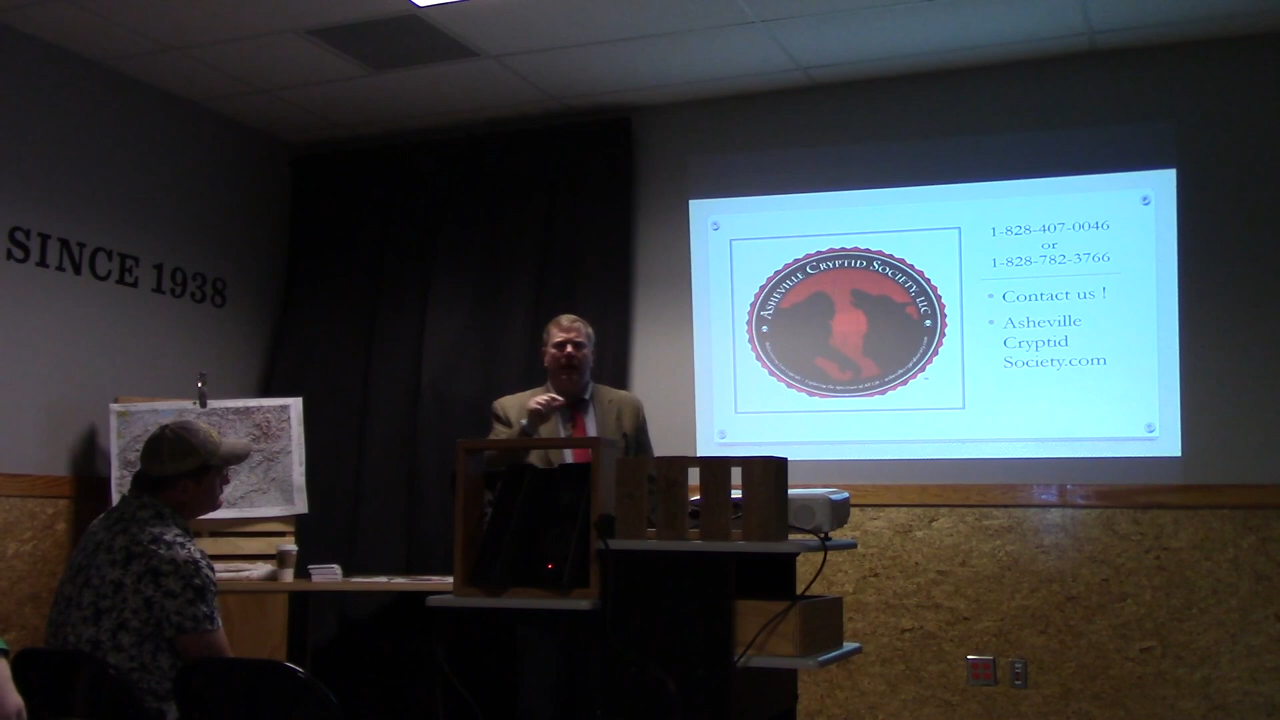 SINCE 1938
ASHEVILLE CRYPTID SOCIETY, LLC
1-828-407-0046
or
1-828-782-3766
• Contact us !
• Asheville
Cryptid
Society.com